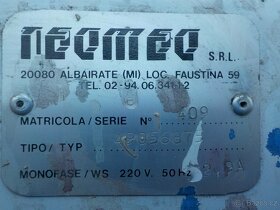 NEOMEC S.R.L.
20080 ALBAIRATE (MI) LOC. FAUSTINA 59
TEL. 02-94.06.341-2
MATRICOLA/SERIE N° 409
TIPO/TYP
MONOFASE/WS 220 V. 50 Hz